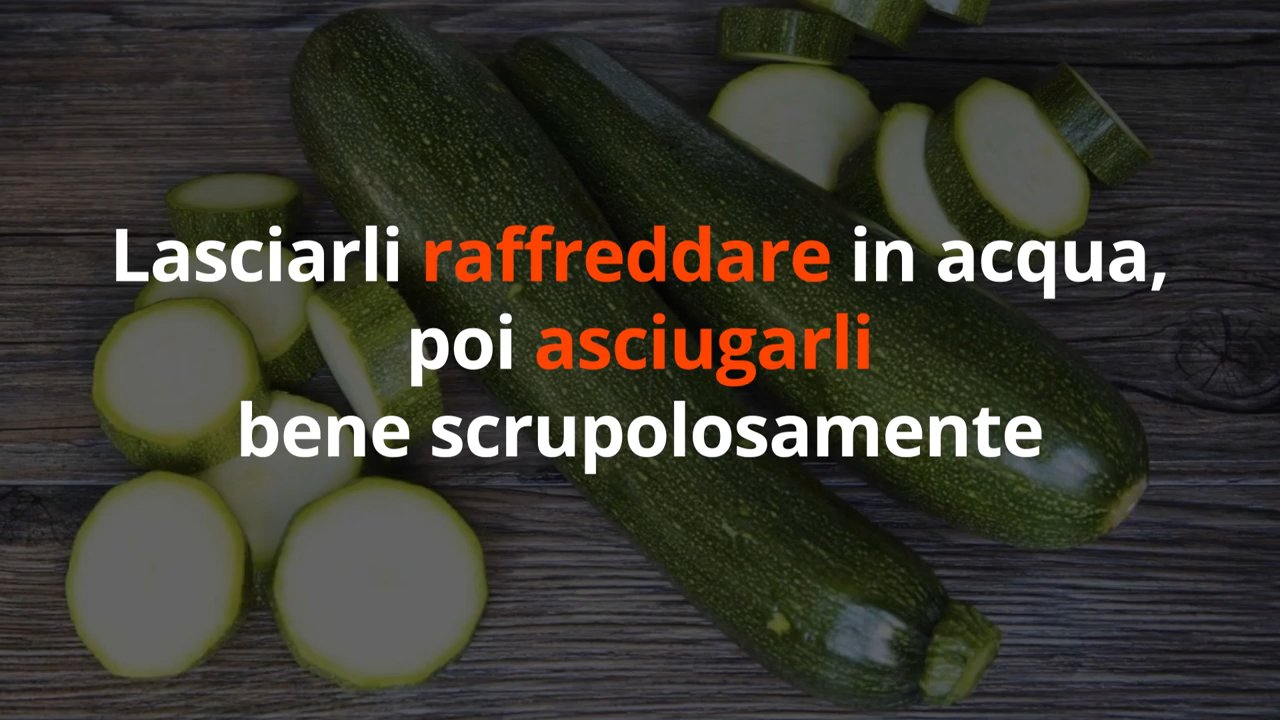 Lasciarli raffreddare in acqua,
poi asciugarli
bene scrupolosamente